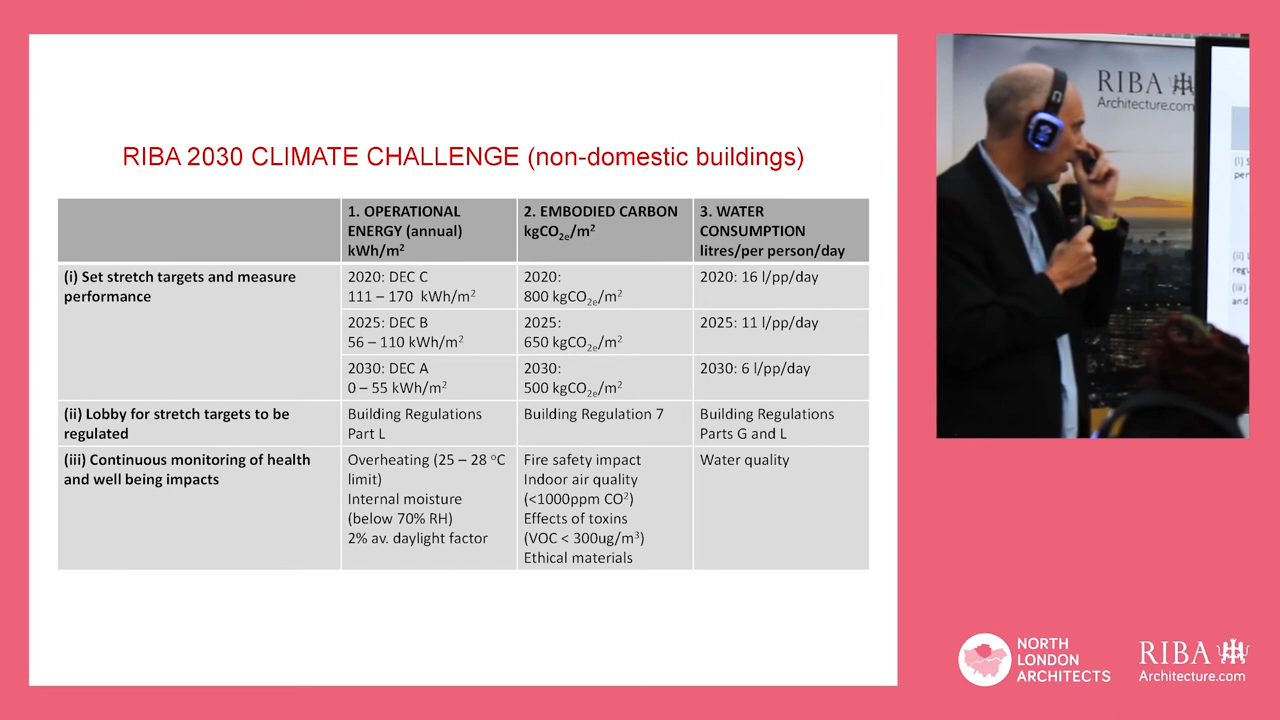 RIBA 2030 CLIMATE CHALLENGE (non-domestic buildings)
1. OPERATIONAL
ENERGY (annual)
kWh/m²
2. EMBODIED CARBON
kgCO₂ₑ/m²
3. WATER
CONSUMPTION
litres/per person/day
(i) Set stretch targets and measure
performance
2020: DEC C
111 – 170 kWh/m²
2020:
800 kgCO₂ₑ/m²
2020: 16 l/pp/day
2025: DEC B
56 – 110 kWh/m²
2025:
650 kgCO₂ₑ/m²
2025: 11 l/pp/day
2030: DEC A
0 – 55 kWh/m²
2030:
500 kgCO₂ₑ/m²
2030: 6 l/pp/day
(ii) Lobby for stretch targets to be
regulated
Building Regulations
Part L
Building Regulation 7
Building Regulations
Parts G and L
(iii) Continuous monitoring of health
and well being impacts
Overheating (25 – 28 °C
limit)
Internal moisture
(below 70% RH)
2% av. daylight factor
Fire safety impact
Indoor air quality
(<1000ppm CO²)
Effects of toxins
(VOC < 300ug/m³)
Ethical materials
Water quality
RIBA
Architecture.com
NORTH
LONDON
ARCHITECTS
RIBA
Architecture.com